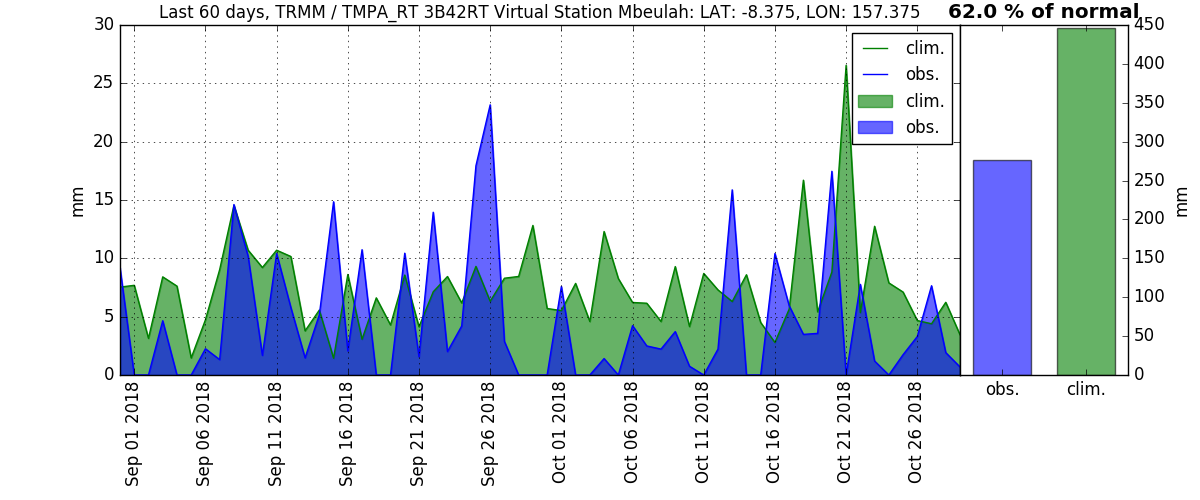 Last 60 days, TRMM / TMPA_RT 3B42RT Virtual Station Mbeulah: LAT: -8.375, LON: 157.375
62.0 % of normal
30
25
20
15
10
5
0
mm
clim.
obs.
clim.
obs.
450
400
350
300
250
200
150
100
50
0
mm
Sep 01 2018
Sep 06 2018
Sep 11 2018
Sep 16 2018
Sep 21 2018
Sep 26 2018
Oct 01 2018
Oct 06 2018
Oct 11 2018
Oct 16 2018
Oct 21 2018
Oct 26 2018
obs.
clim.